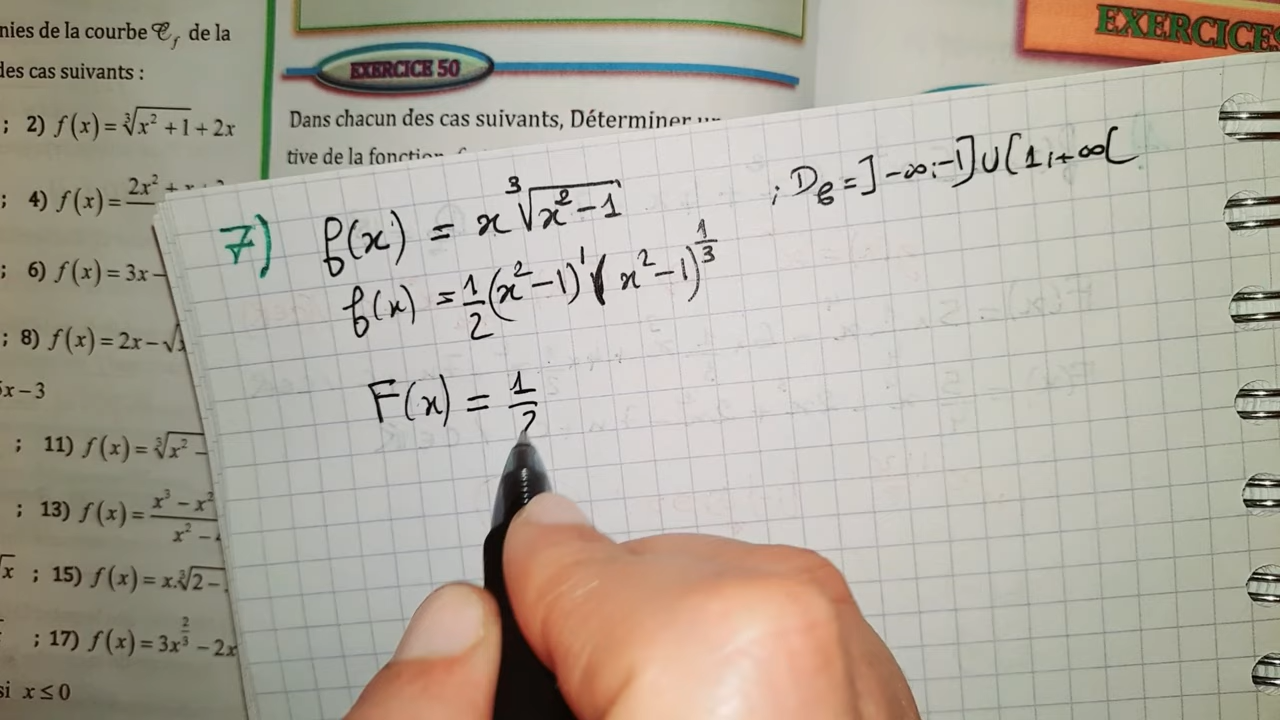 nies de la courbe 𝒞f de la
des cas suivants :
; 2) f(x) = ∛(x² + 1) + 2x
; 4) f(x) = 2x² + x
; 6) f(x) = 3x −
; 8) f(x) = 2x − √
x − 3
; 11) f(x) = ∛(x² −
; 13) f(x) = (x³ − x²)/(x² −
x ; 15) f(x) = x.∛(2 −
; 17) f(x) = 3x^(2/3) − 2x
si x ≤ 0
EXERCICE 50
Dans chacun des cas suivants, Déterminer
tive de la fonction f
EXERCICES
7) f(x) = x ∛(x² − 1) ; Df = ]−∞; −1] ∪ [1, +∞[
f(x) = 1/2 (x² − 1)' (x² − 1)^(1/3)
F(x) = 1/2